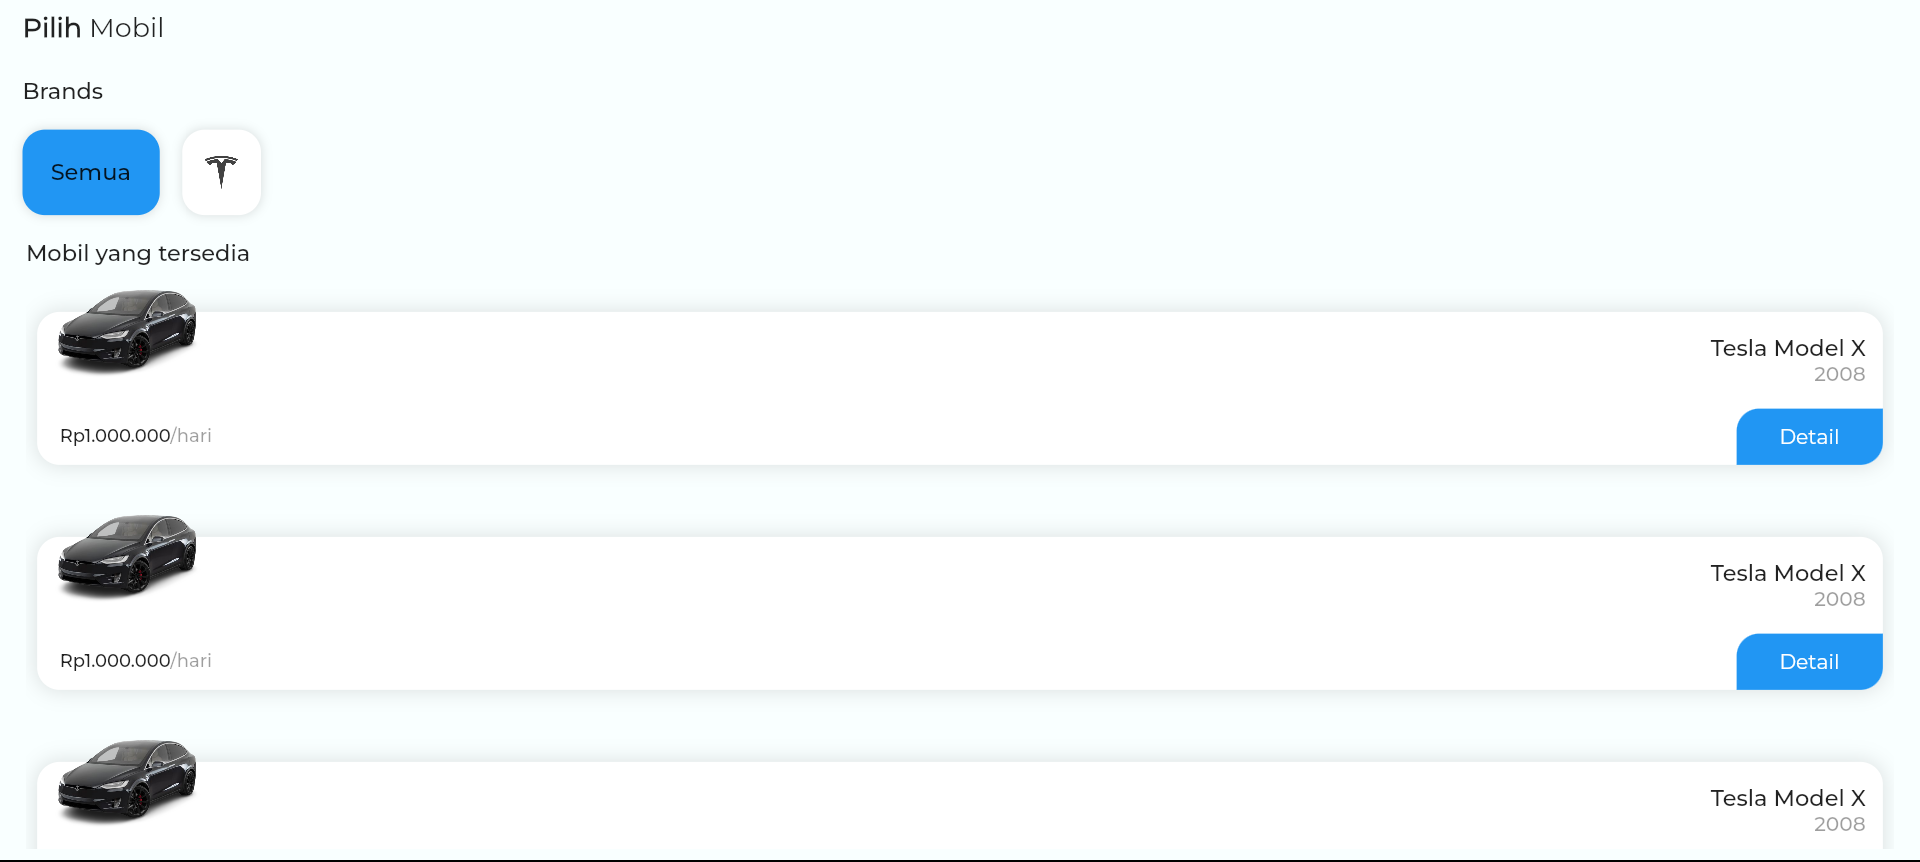 Pilih Mobil
Brands
Semua
Mobil yang tersedia
Tesla Model X
2008
Rp1.000.000/hari
Detail
Tesla Model X
2008
Rp1.000.000/hari
Detail
Tesla Model X
2008